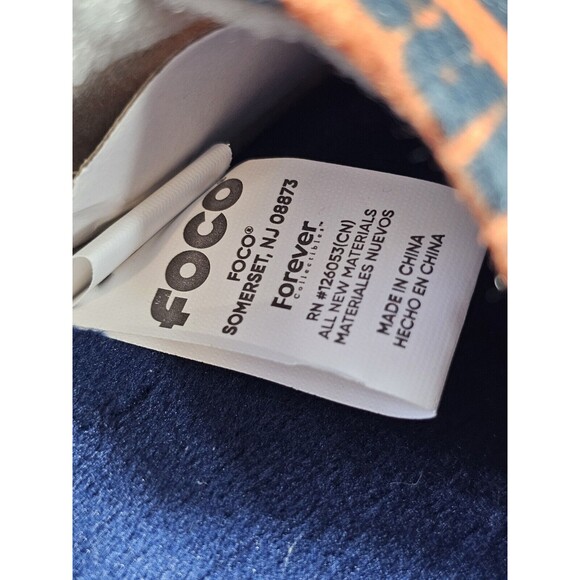 FOCO
FOCO®
SOMERSET, NJ 08873
Forever
Collectibles™
RN #126053(CN)
ALL NEW MATERIALS
MATERIALES NUEVOS
MADE IN CHINA
HECHO EN CHINA